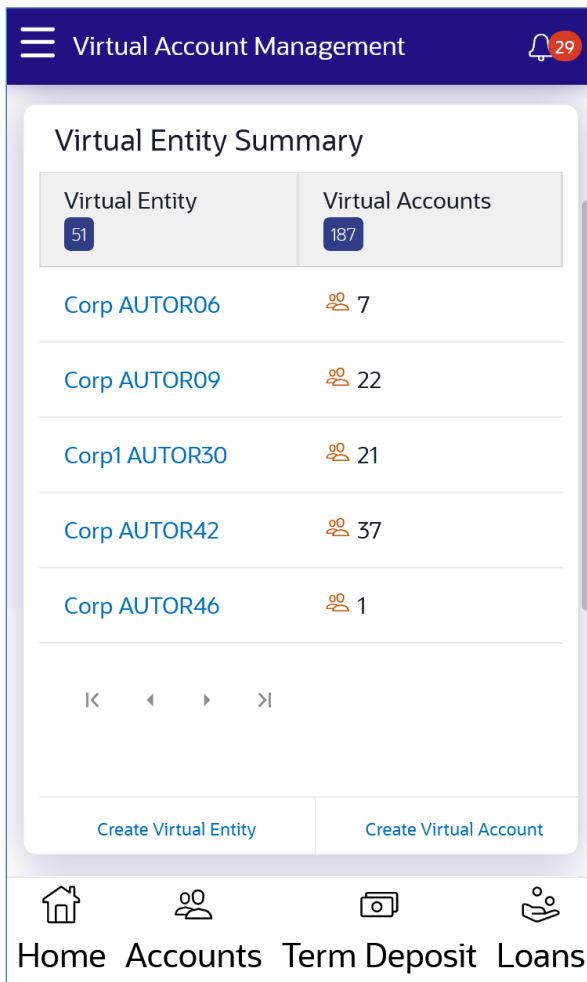 Virtual Account Management 29
Virtual Entity Summary
Virtual Entity Virtual Accounts
51 187
Corp AUTOR06 7
Corp AUTOR09 22
Corp1 AUTOR30 21
Corp AUTOR42 37
Corp AUTOR46 1
Create Virtual Entity Create Virtual Account
Home Accounts Term Deposit Loans